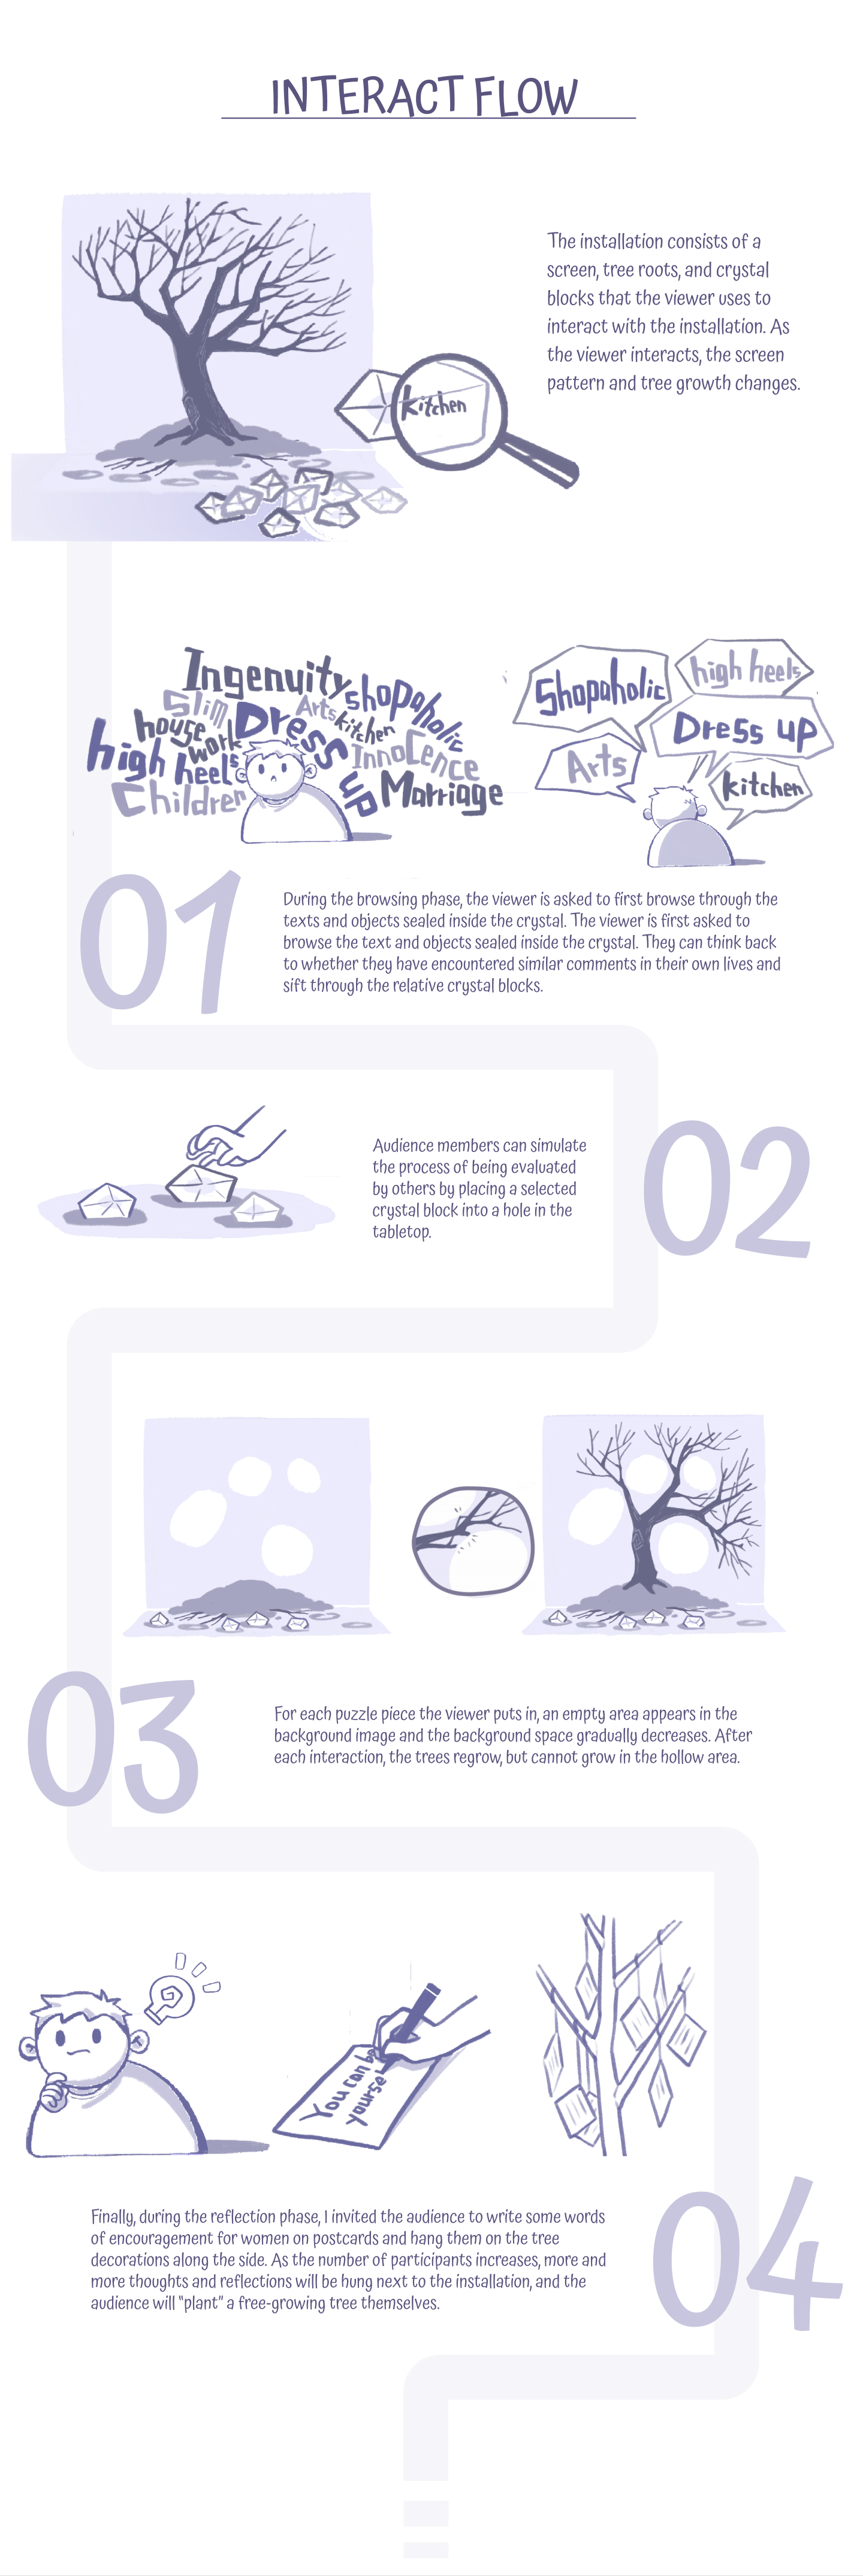 INTERACT FLOW
The installation consists of a
screen, tree roots, and crystal
blocks that the viewer uses to
interact with the installation. As
the viewer interacts, the screen
pattern and tree growth changes.
kitchen
Ingenuity
Slim
Arts
shopaholic
house
work
Dress
up
kitchen
high heels
Innocence
Children
Marriage
Shopaholic
high heels
Dress up
Arts
kitchen
01
During the browsing phase, the viewer is asked to first browse through the
texts and objects sealed inside the crystal. The viewer is first asked to
browse the text and objects sealed inside the crystal. They can think back
to whether they have encountered similar comments in their own lives and
sift through the relative crystal blocks.
Audience members can simulate
the process of being evaluated
by others by placing a selected
crystal block into a hole in the
tabletop.
02
03
For each puzzle piece the viewer puts in, an empty area appears in the
background image and the background space gradually decreases. After
each interaction, the trees regrow, but cannot grow in the hollow area.
You can be
yoursel
Finally, during the reflection phase, I invited the audience to write some words
of encouragement for women on postcards and hang them on the tree
decorations along the side. As the number of participants increases, more and
more thoughts and reflections will be hung next to the installation, and the
audience will "plant" a free-growing tree themselves.
04